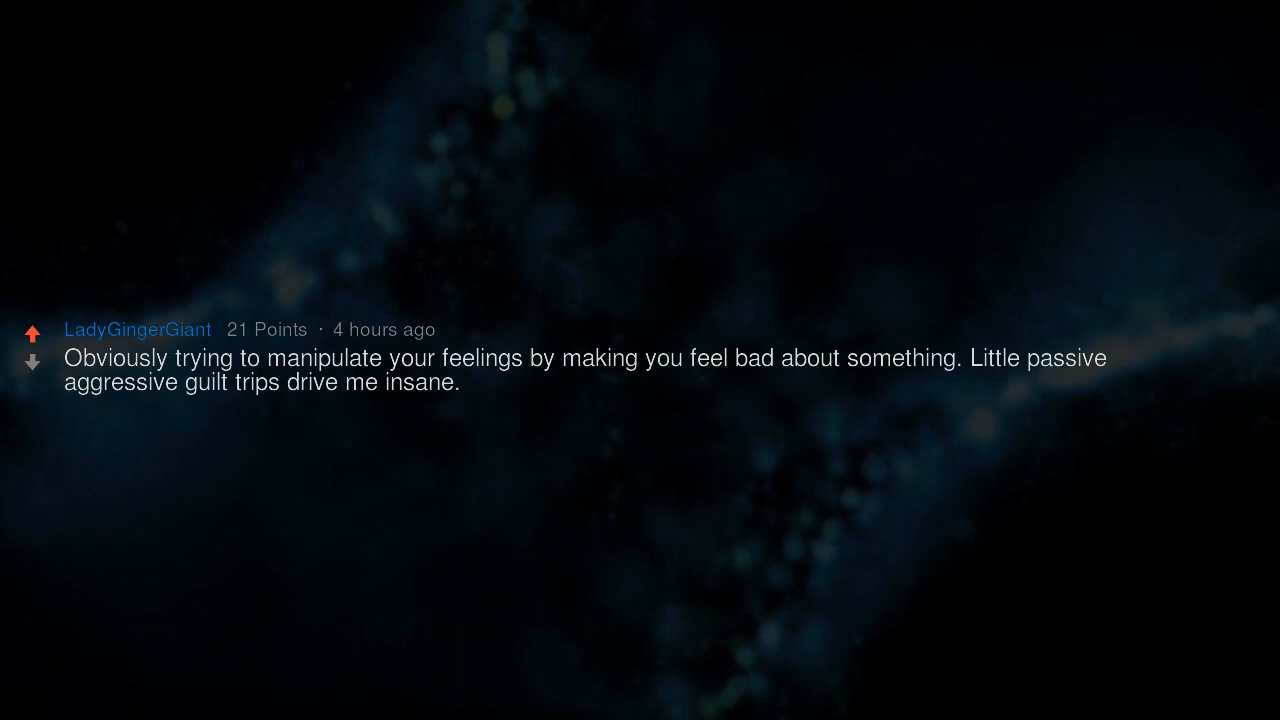 LadyGingerGiant 21 Points · 4 hours ago
Obviously trying to manipulate your feelings by making you feel bad about something. Little passive
aggressive guilt trips drive me insane.